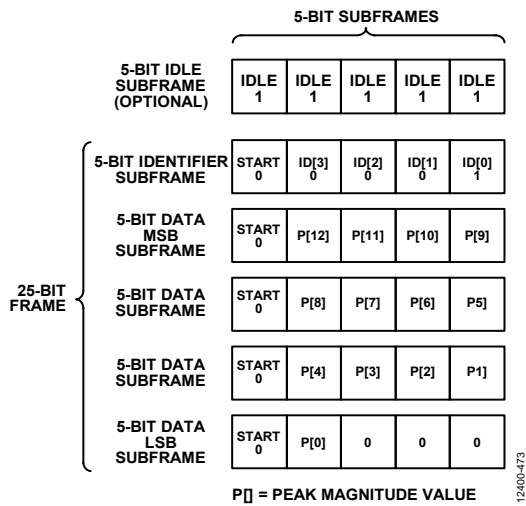 5-BIT SUBFRAMES
5-BIT IDLE
SUBFRAME
(OPTIONAL)
IDLE IDLE IDLE IDLE IDLE
1 1 1 1 1
5-BIT IDENTIFIER
SUBFRAME
START ID[3] ID[2] ID[1] ID[0]
0 0 0 0 1
5-BIT DATA
MSB
SUBFRAME
START
0
P[12] P[11] P[10] P[9]
25-BIT
FRAME
5-BIT DATA
SUBFRAME
START
0
P[8] P[7] P[6] P5]
5-BIT DATA
SUBFRAME
START
0
P[4] P[3] P[2] P1]
5-BIT DATA
LSB
SUBFRAME
START
0
P[0] 0 0 0
P[] = PEAK MAGNITUDE VALUE
12400-473